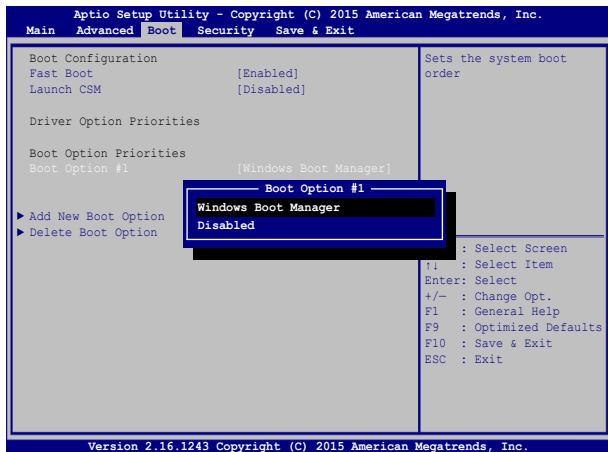 Aptio Setup Utility - Copyright (C) 2015 American Megatrends, Inc.
Main Advanced Boot Security Save & Exit
Boot Configuration
Fast Boot [Enabled]
Launch CSM [Disabled]
Driver Option Priorities
Boot Option Priorities
Boot Option #1 [Windows Boot Manager]
Boot Option #1
Windows Boot Manager
Disabled
Add New Boot Option
Delete Boot Option
Sets the system boot
order
: Select Screen
↑↓ : Select Item
Enter: Select
+/— : Change Opt.
F1 : General Help
F9 : Optimized Defaults
F10 : Save & Exit
ESC : Exit
Version 2.16.1243 Copyright (C) 2015 American Megatrends, Inc.